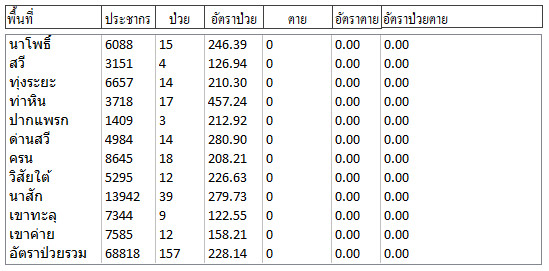 พื้นที่ ประชากร ป่วย อัตราป่วย ตาย อัตราตาย อัตราป่วยตาย
นาโพธิ์ 6088 15 246.39 0 0.00 0.00
สวี 3151 4 126.94 0 0.00 0.00
ทุ่งระยะ 6657 14 210.30 0 0.00 0.00
ท่าหิน 3718 17 457.24 0 0.00 0.00
ปากแพรก 1409 3 212.92 0 0.00 0.00
ด่านสวี 4984 14 280.90 0 0.00 0.00
ครน 8645 18 208.21 0 0.00 0.00
วิสัยใต้ 5295 12 226.63 0 0.00 0.00
นาสัก 13942 39 279.73 0 0.00 0.00
เขาทะลุ 7344 9 122.55 0 0.00 0.00
เขาค่าย 7585 12 158.21 0 0.00 0.00
อัตราป่วยรวม 68818 157 228.14 0 0.00 0.00